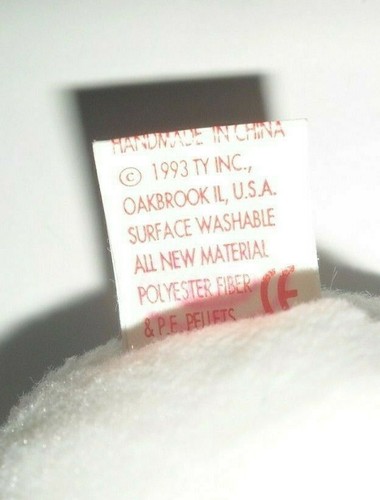 HANDMADE IN CHINA
© 1993 TY INC.,
OAKBROOK IL, U.S.A.
SURFACE WASHABLE
ALL NEW MATERIAL
POLYESTER FIBER
& P.E. PELLETS CE